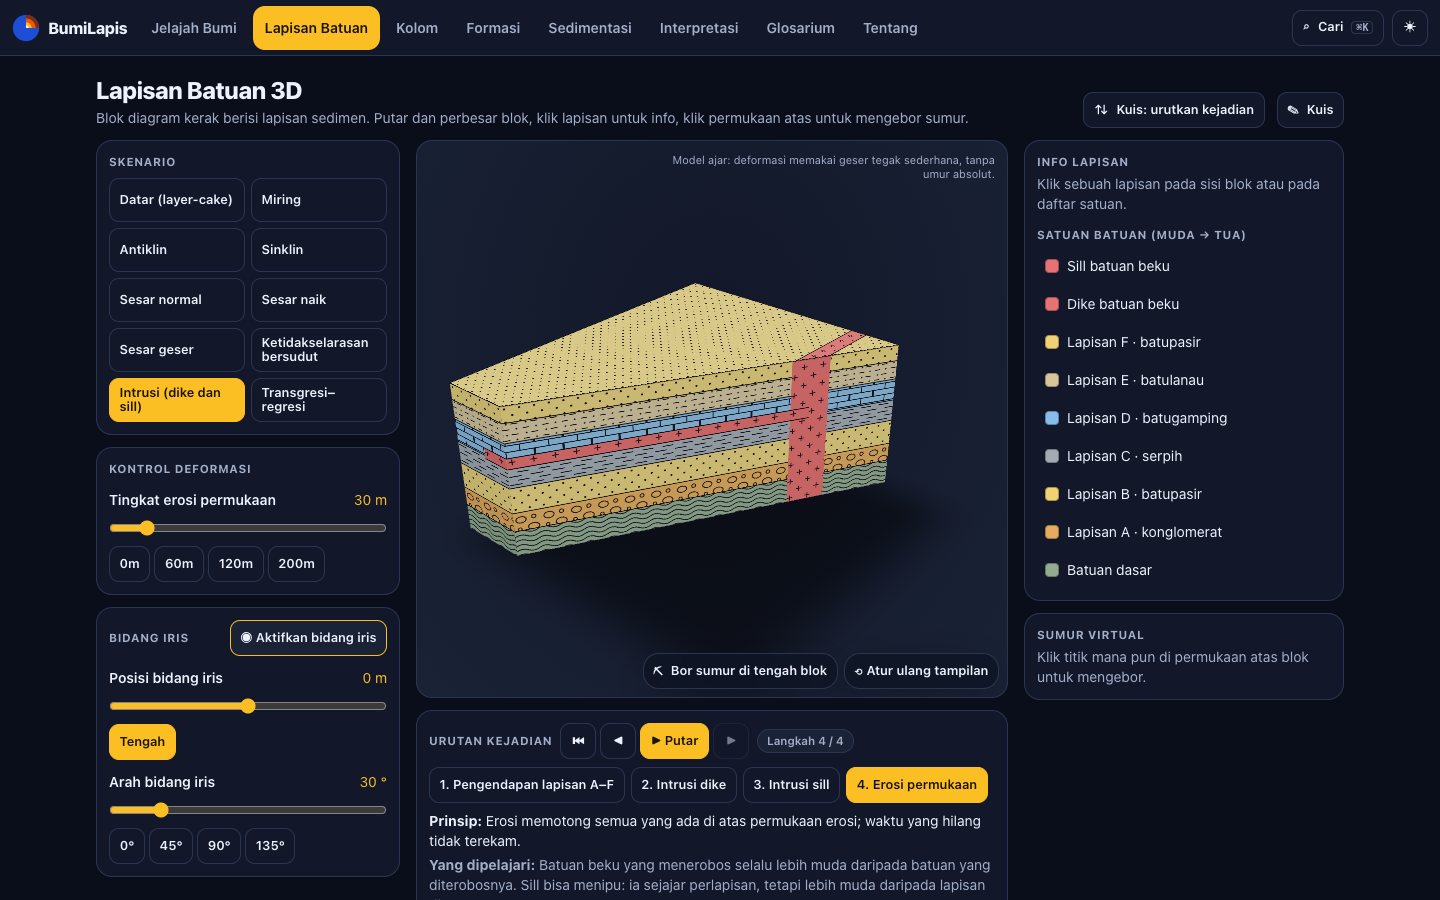 BumiLapis
Jelajah Bumi
Lapisan Batuan
Kolom
Formasi
Sedimentasi
Interpretasi
Glosarium
Tentang
Cari ⌘K
Lapisan Batuan 3D
Blok diagram kerak berisi lapisan sedimen. Putar dan perbesar blok, klik lapisan untuk info, klik permukaan atas untuk mengebor sumur.
Kuis: urutkan kejadian
Kuis
SKENARIO
Datar (layer-cake)
Miring
Antiklin
Sinklin
Sesar normal
Sesar naik
Sesar geser
Ketidakselarasan
bersudut
Intrusi (dike dan
sill)
Transgresi–
regresi
KONTROL DEFORMASI
Tingkat erosi permukaan 30 m
0m
60m
120m
200m
BIDANG IRIS
Aktifkan bidang iris
Posisi bidang iris 0 m
Tengah
Arah bidang iris 30 °
0°
45°
90°
135°
Model ajar: deformasi memakai geser tegak sederhana, tanpa
umur absolut.
Bor sumur di tengah blok
Atur ulang tampilan
URUTAN KEJADIAN
Putar
Langkah 4 / 4
1. Pengendapan lapisan A–F
2. Intrusi dike
3. Intrusi sill
4. Erosi permukaan
Prinsip: Erosi memotong semua yang ada di atas permukaan erosi; waktu yang hilang
tidak terekam.
Yang dipelajari: Batuan beku yang menerobos selalu lebih muda daripada batuan yang
diterobosnya. Sill bisa menipu: ia sejajar perlapisan, tetapi lebih muda daripada lapisan
INFO LAPISAN
Klik sebuah lapisan pada sisi blok atau pada
daftar satuan.
SATUAN BATUAN (MUDA → TUA)
Sill batuan beku
Dike batuan beku
Lapisan F · batupasir
Lapisan E · batulanau
Lapisan D · batugamping
Lapisan C · serpih
Lapisan B · batupasir
Lapisan A · konglomerat
Batuan dasar
SUMUR VIRTUAL
Klik titik mana pun di permukaan atas blok
untuk mengebor.